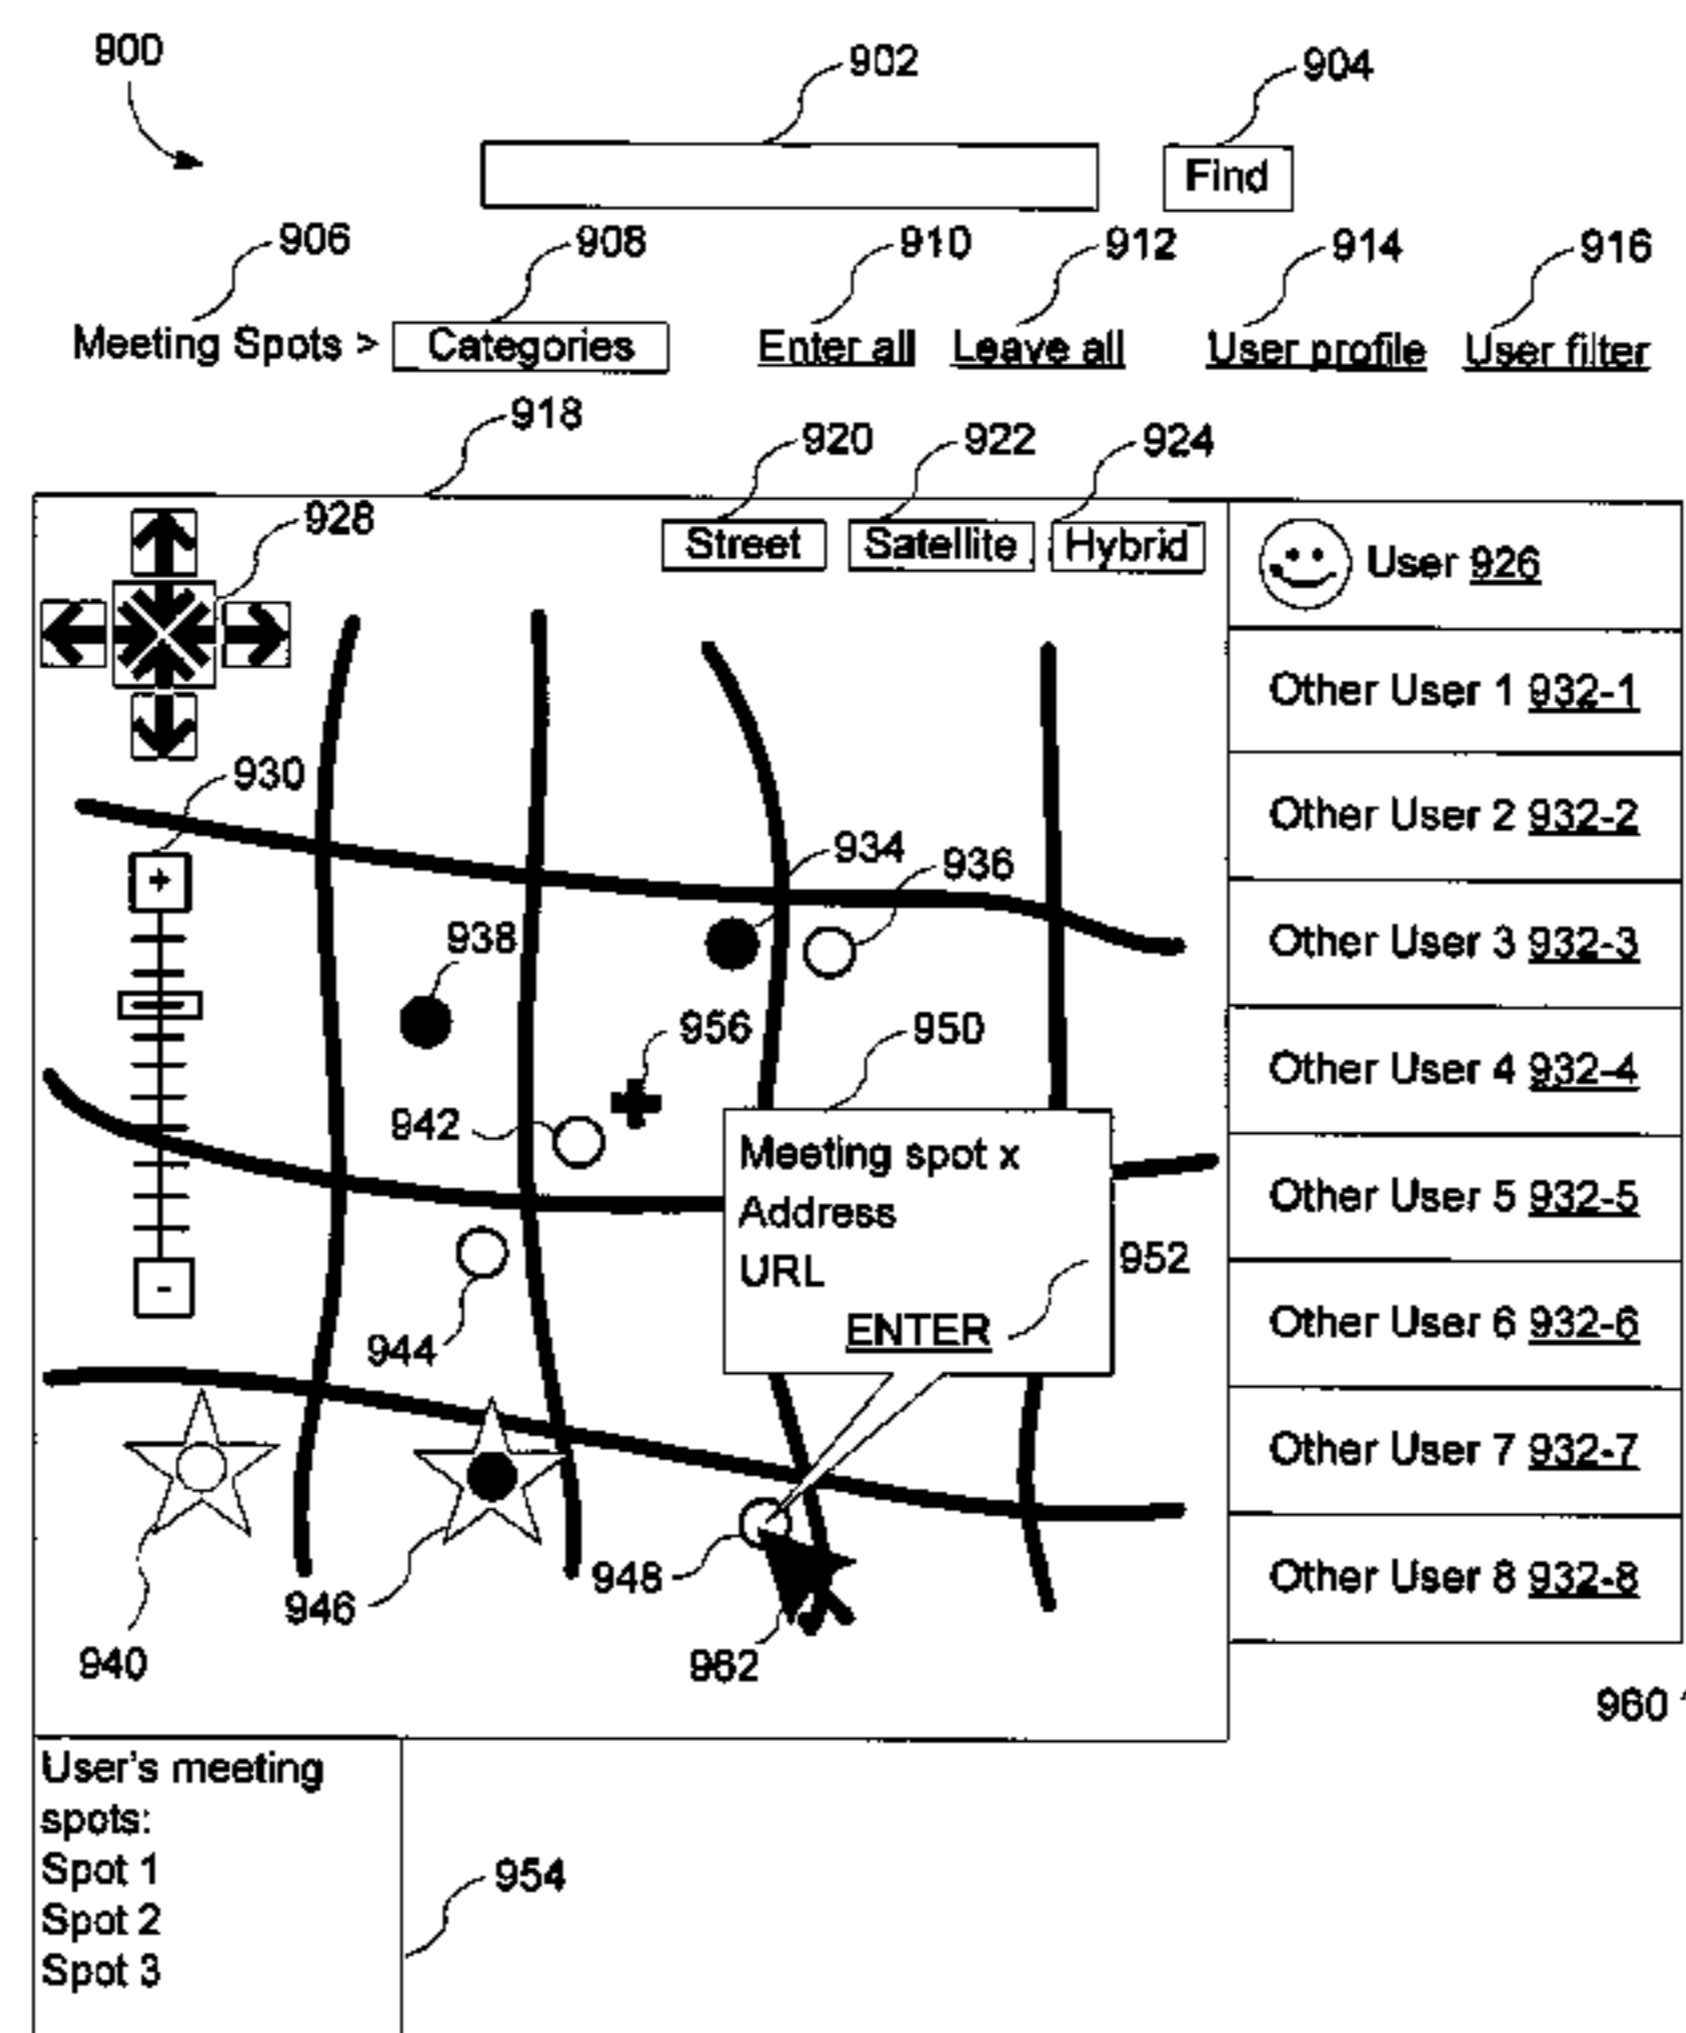 900
902
904
Find
906
908
910
912
914
916
Meeting Spots > Categories Enter all Leave all User profile User filter
918
920
922
924
928
Street Satellite Hybrid
User 926
Other User 1 932-1
930
Other User 2 932-2
+
934
936
938
Other User 3 932-3
956
950
Other User 4 932-4
942
Meeting spot x
Address
URL
952
ENTER
Other User 5 932-5
-
944
Other User 6 932-6
Other User 7 932-7
948
946
Other User 8 932-8
940
962
960
User's meeting
spots:
Spot 1
Spot 2
Spot 3
954